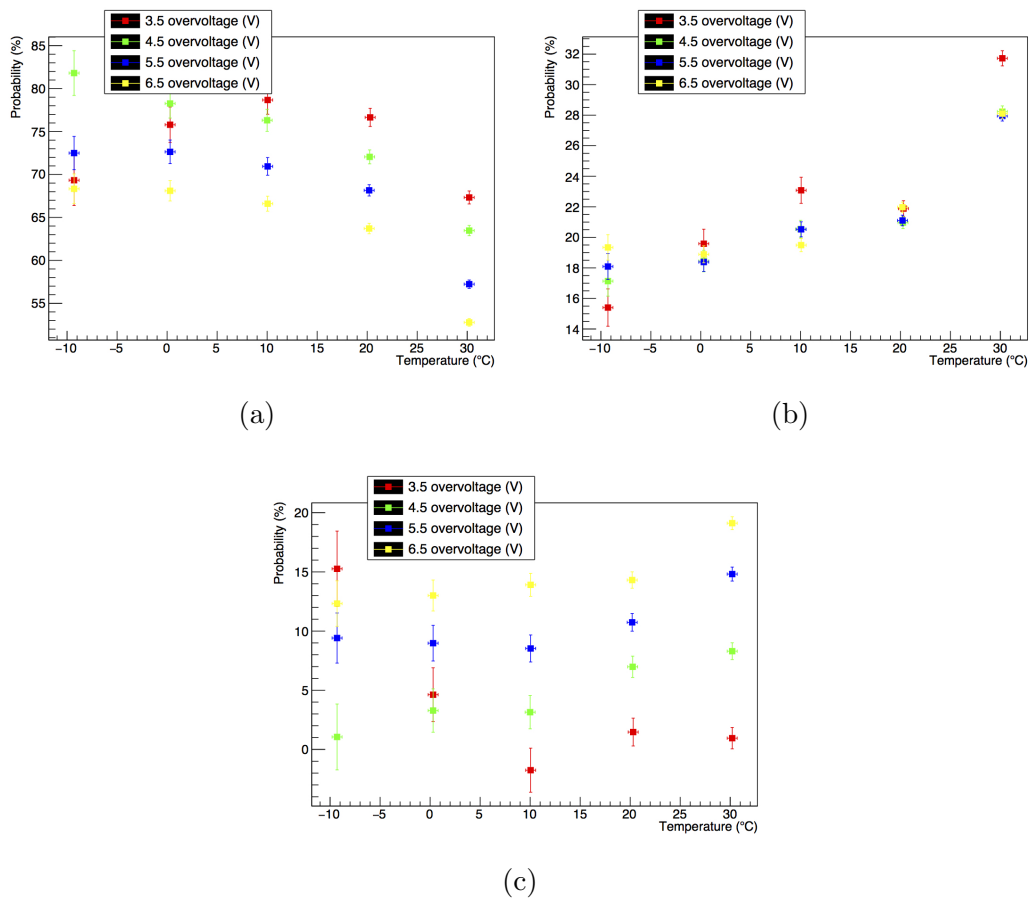 3.5 overvoltage (V)
4.5 overvoltage (V)
5.5 overvoltage (V)
6.5 overvoltage (V)
Probability (%)
85
80
75
70
65
60
55
−10 −5 0 5 10 15 20 25 30
Temperature (°C)
(a)
3.5 overvoltage (V)
4.5 overvoltage (V)
5.5 overvoltage (V)
6.5 overvoltage (V)
Probability (%)
32
30
28
26
24
22
20
18
16
14
−10 −5 0 5 10 15 20 25 30
Temperature (°C)
(b)
3.5 overvoltage (V)
4.5 overvoltage (V)
5.5 overvoltage (V)
6.5 overvoltage (V)
Probability (%)
20
15
10
5
0
−10 −5 0 5 10 15 20 25 30
Temperature (°C)
(c)